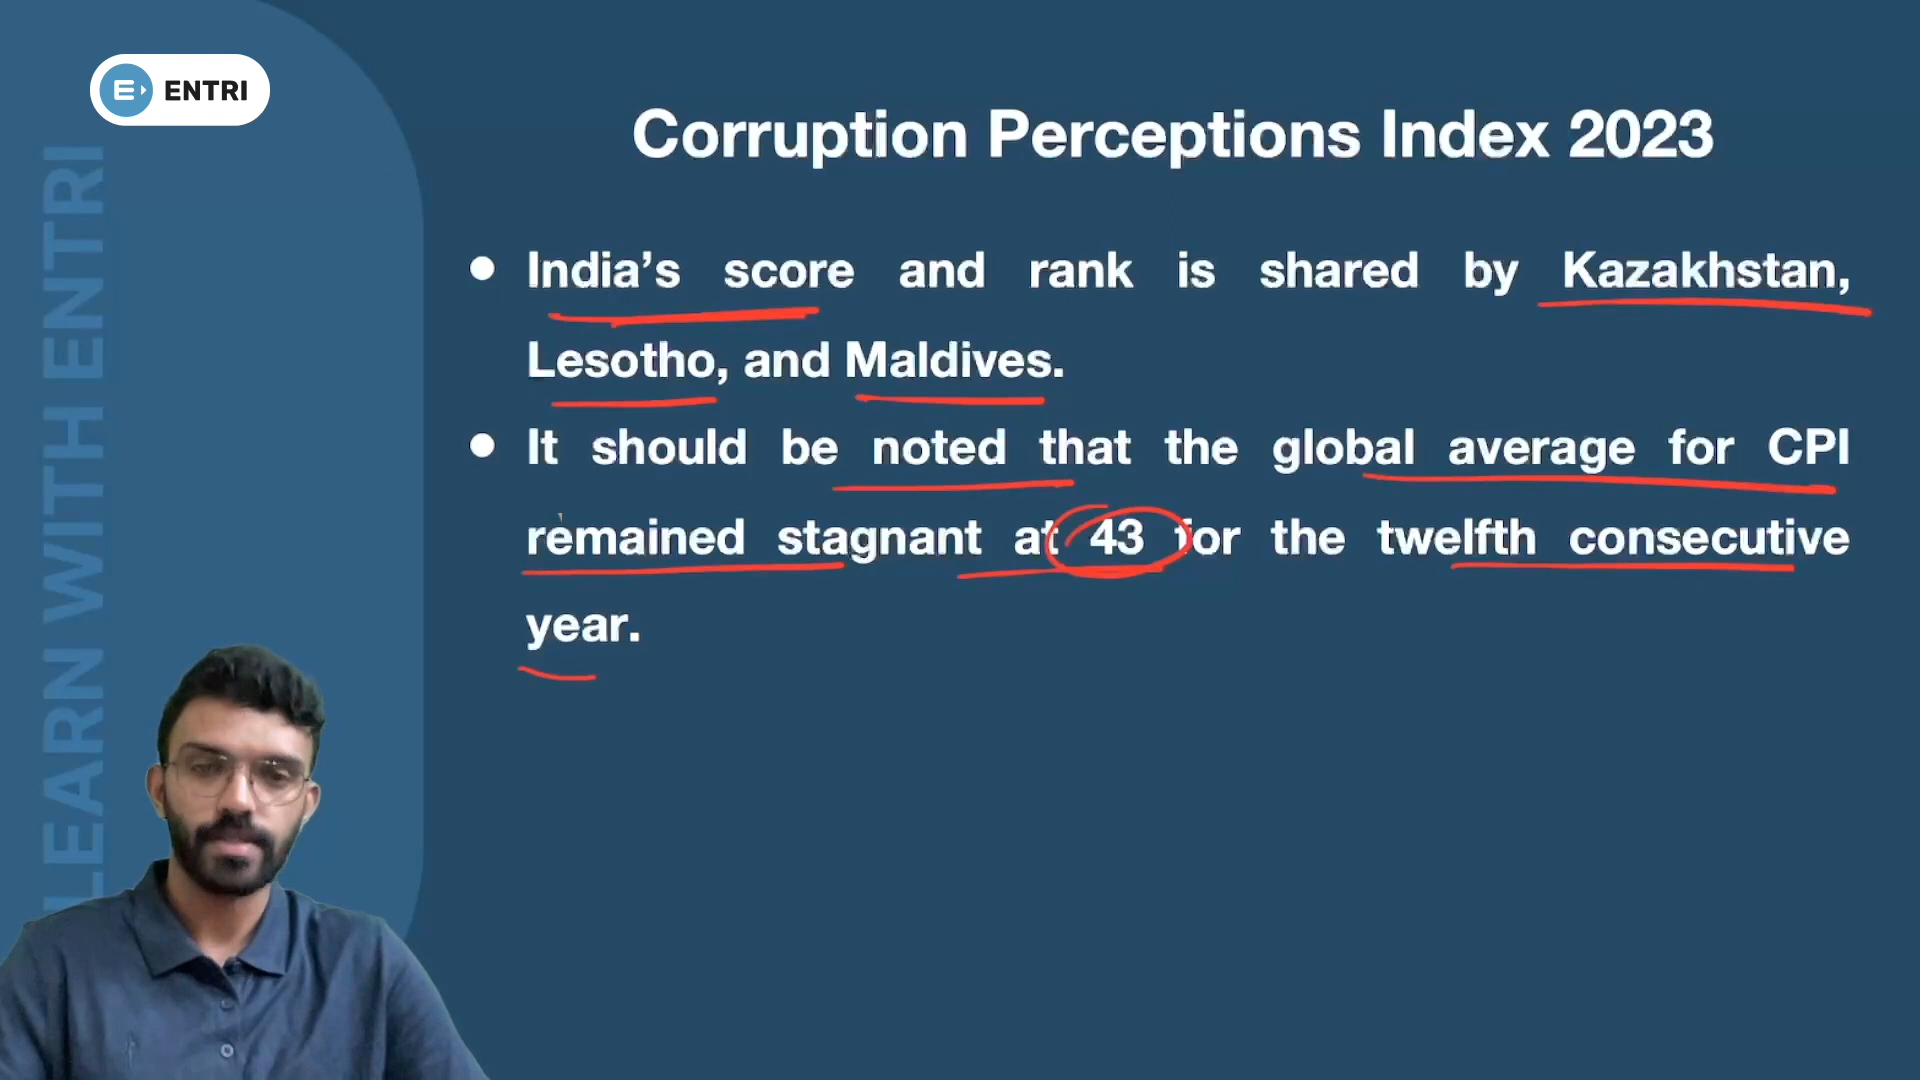 ENTRI
LEARN WITH ENTRI
Corruption Perceptions Index 2023
● India’s score and rank is shared by Kazakhstan,
Lesotho, and Maldives.
● It should be noted that the global average for CPI
remained stagnant at 43 for the twelfth consecutive
year.